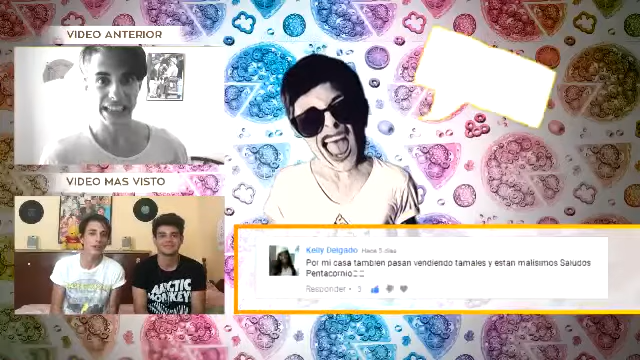 VIDEO ANTERIOR
VIDEO MAS VISTO
ARCTIC
MONKEYS
Kelly Delgado Hace 5 días
Por mi casa tambien pasan vendiendo tamales y estan malisimos Saludos
Pentacornio
Responder • 3